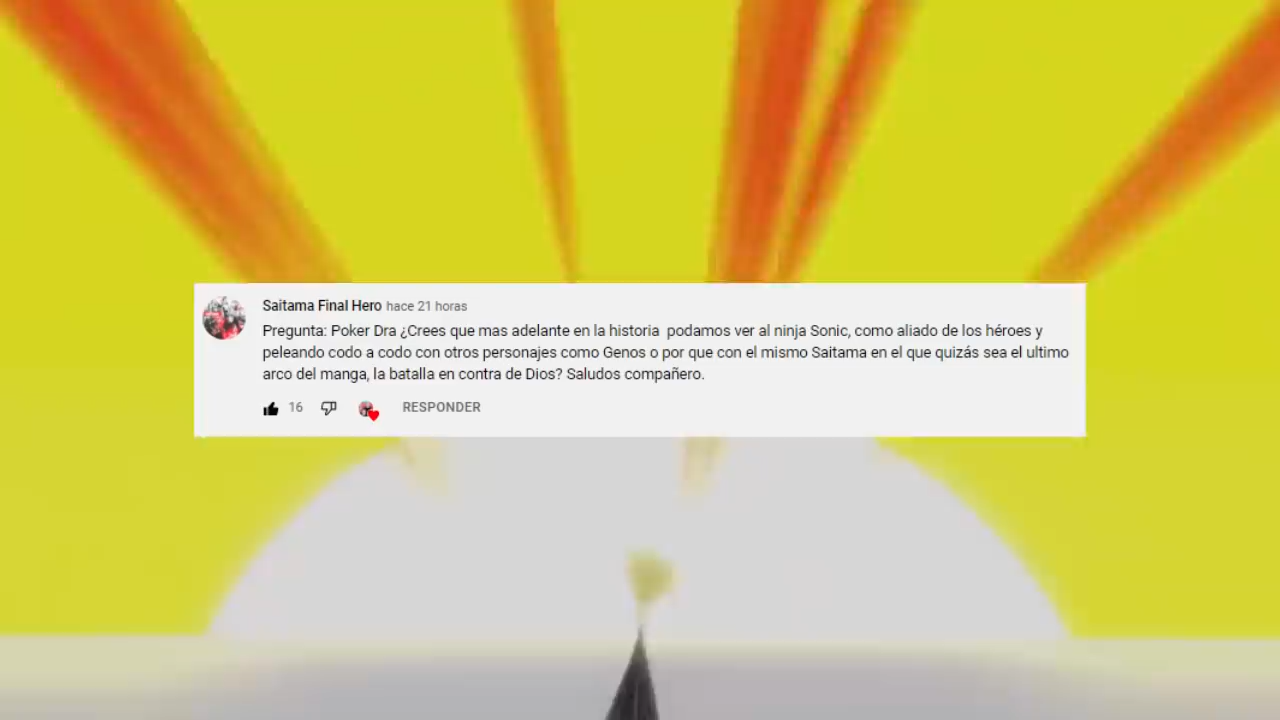 Saitama Final Hero hace 21 horas
Pregunta: Poker Dra ¿Crees que mas adelante en la historia podamos ver al ninja Sonic, como aliado de los héroes y
peleando codo a codo con otros personajes como Genos o por que con el mismo Saitama en el que quizás sea el ultimo
arco del manga, la batalla en contra de Dios? Saludos compañero.
16 RESPONDER